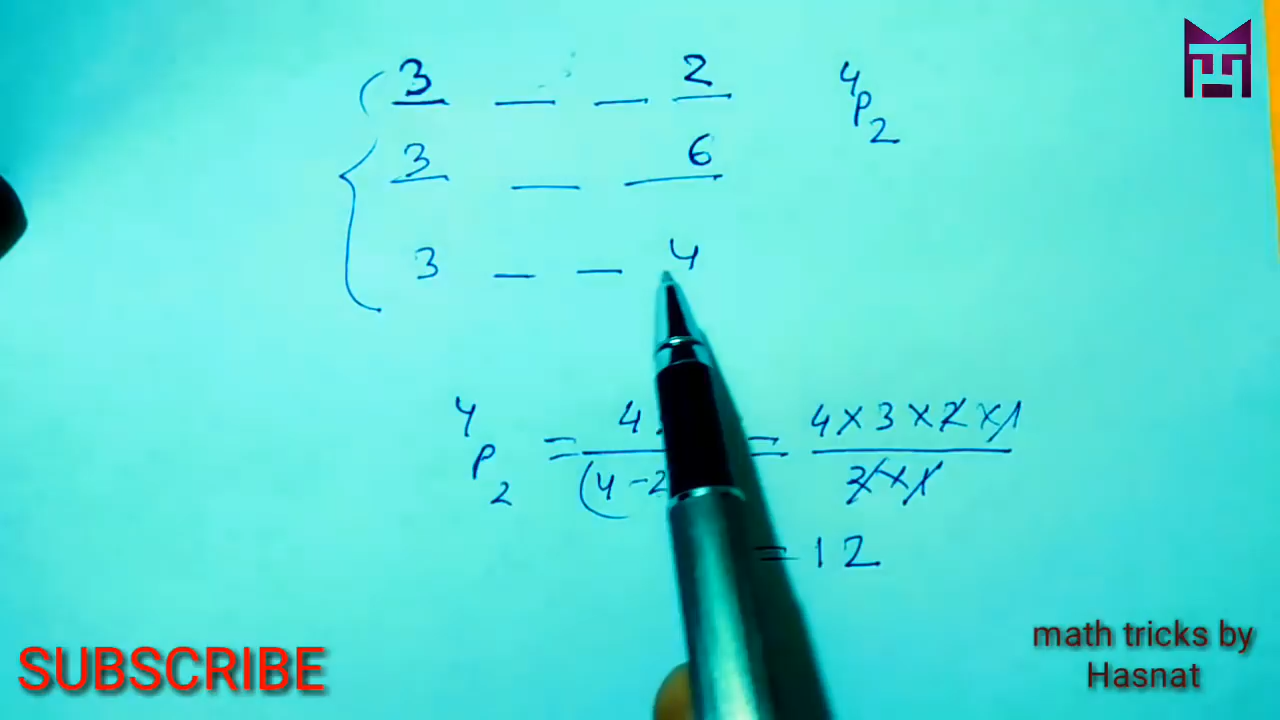 3 _ _ 2 ⁴P₂
3 _ _ 6
3 _ _ 4
⁴P₂ = 4 / (4-2 = 4×3×2×1 / 2×1
= 12
SUBSCRIBE
math tricks by
Hasnat